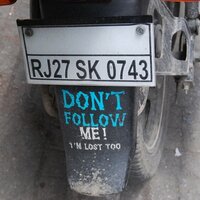 RJ27 SK 0743
DON'T
FOLLOW
ME!
I'M LOST TOO